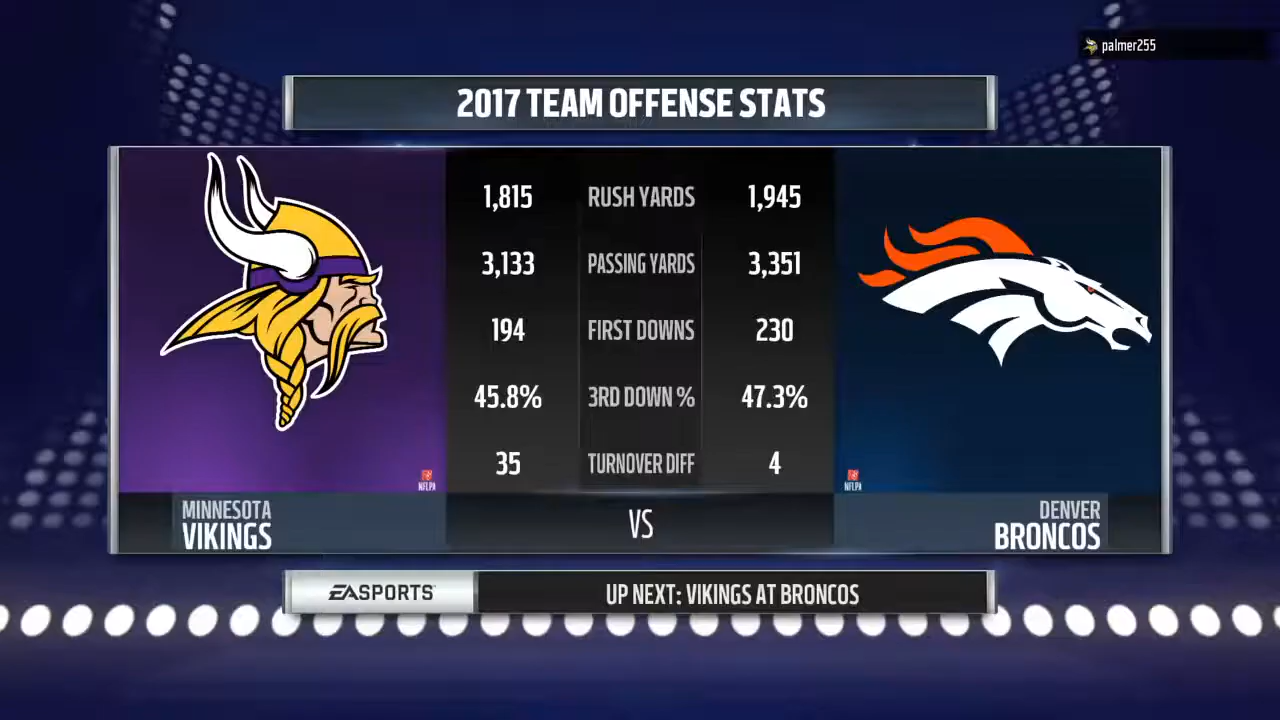 palmer255
2017 TEAM OFFENSE STATS
1,815 RUSH YARDS 1,945
3,133 PASSING YARDS 3,351
194 FIRST DOWNS 230
45.8% 3RD DOWN % 47.3%
35 TURNOVER DIFF 4
NFLPA NFLPA
MINNESOTA
VIKINGS
VS
DENVER
BRONCOS
EA SPORTS UP NEXT: VIKINGS AT BRONCOS